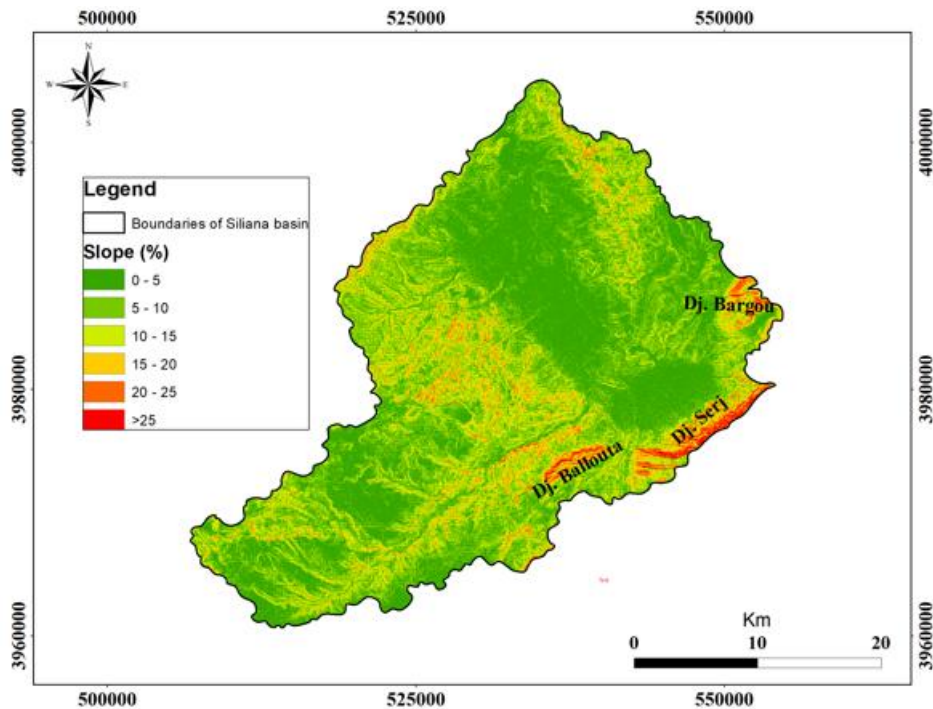 500000 525000 550000
N
W E
S
4000000 4000000
Legend
Boundaries of Siliana basin
Slope (%)
0 - 5
5 - 10
10 - 15
15 - 20
20 - 25
>25
Dj. Bargou
3980000 3980000
Dj. Serj
Dj. Ballouta
Km
0 10 20
3960000 3960000
500000 525000 550000